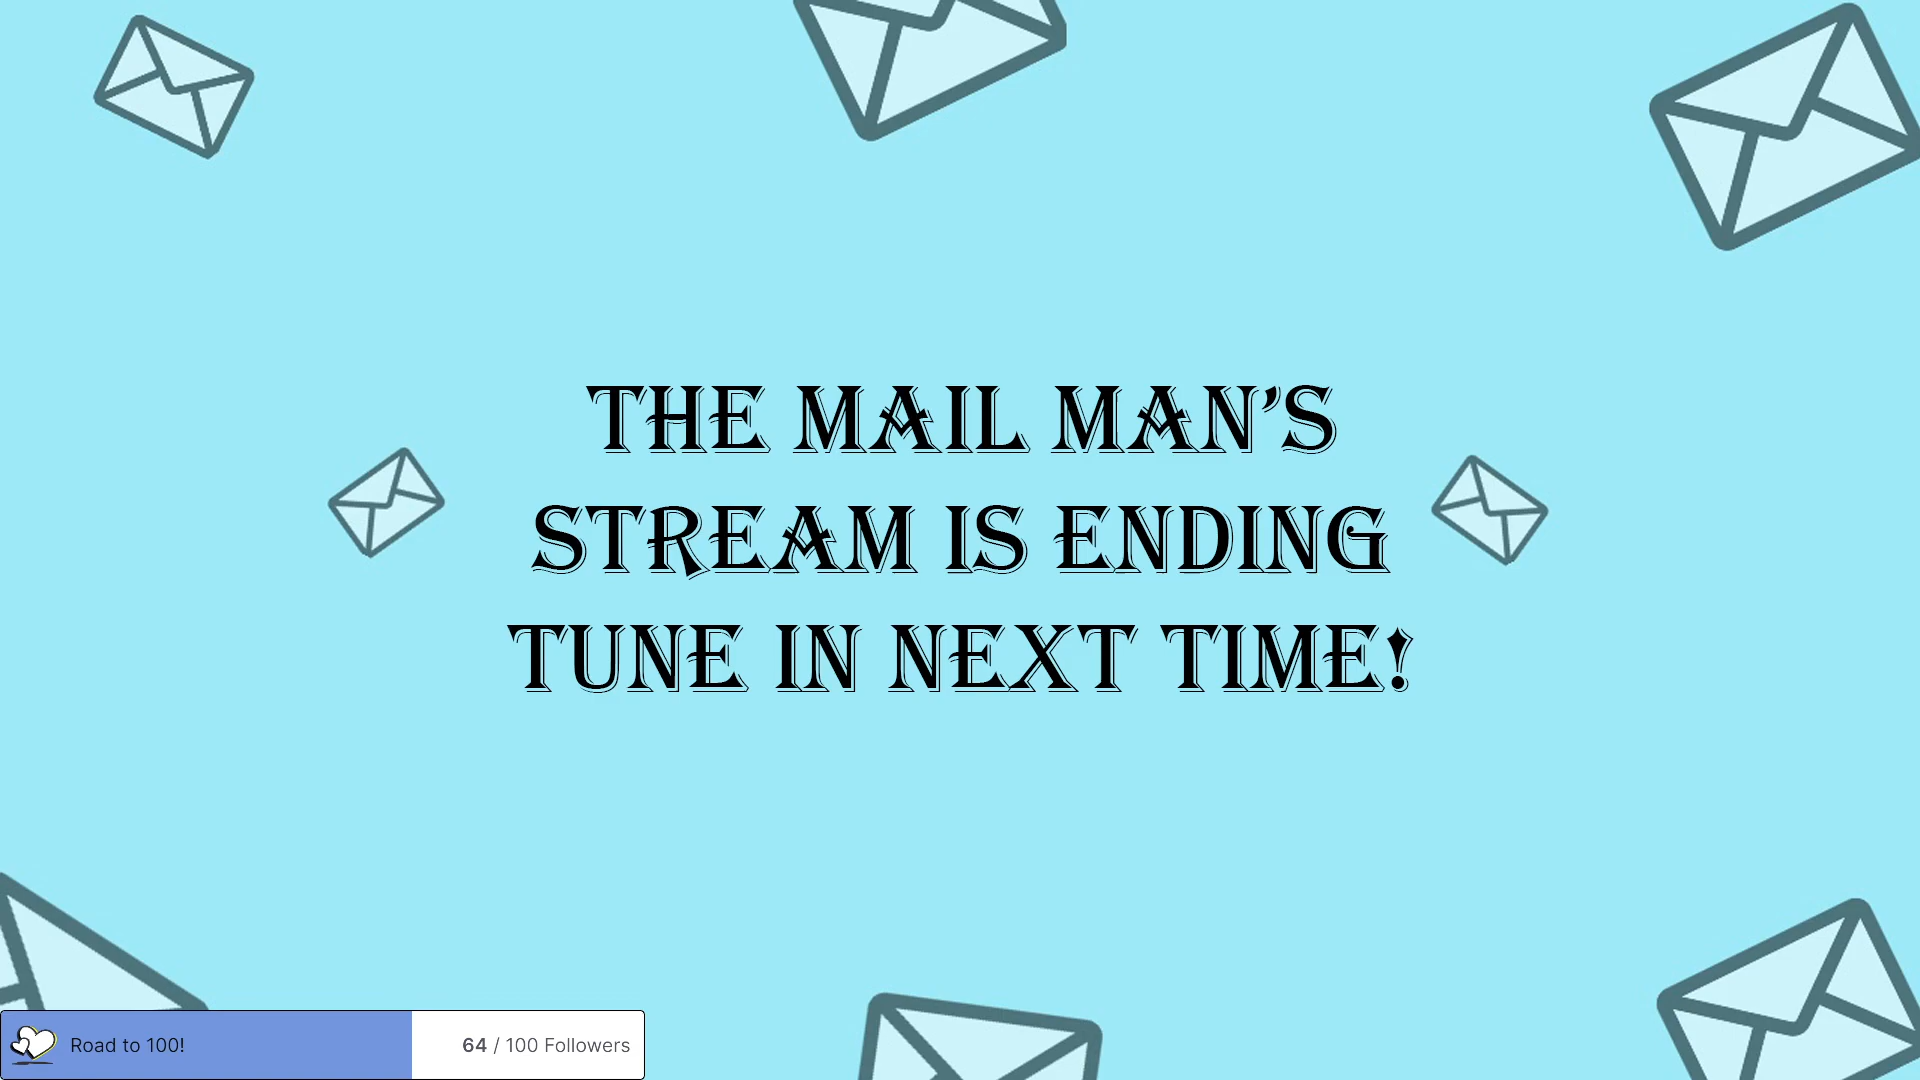 THE MAIL MAN'S
STREAM IS ENDING
TUNE IN NEXT TIME!
Road to 100!
64 / 100 Followers